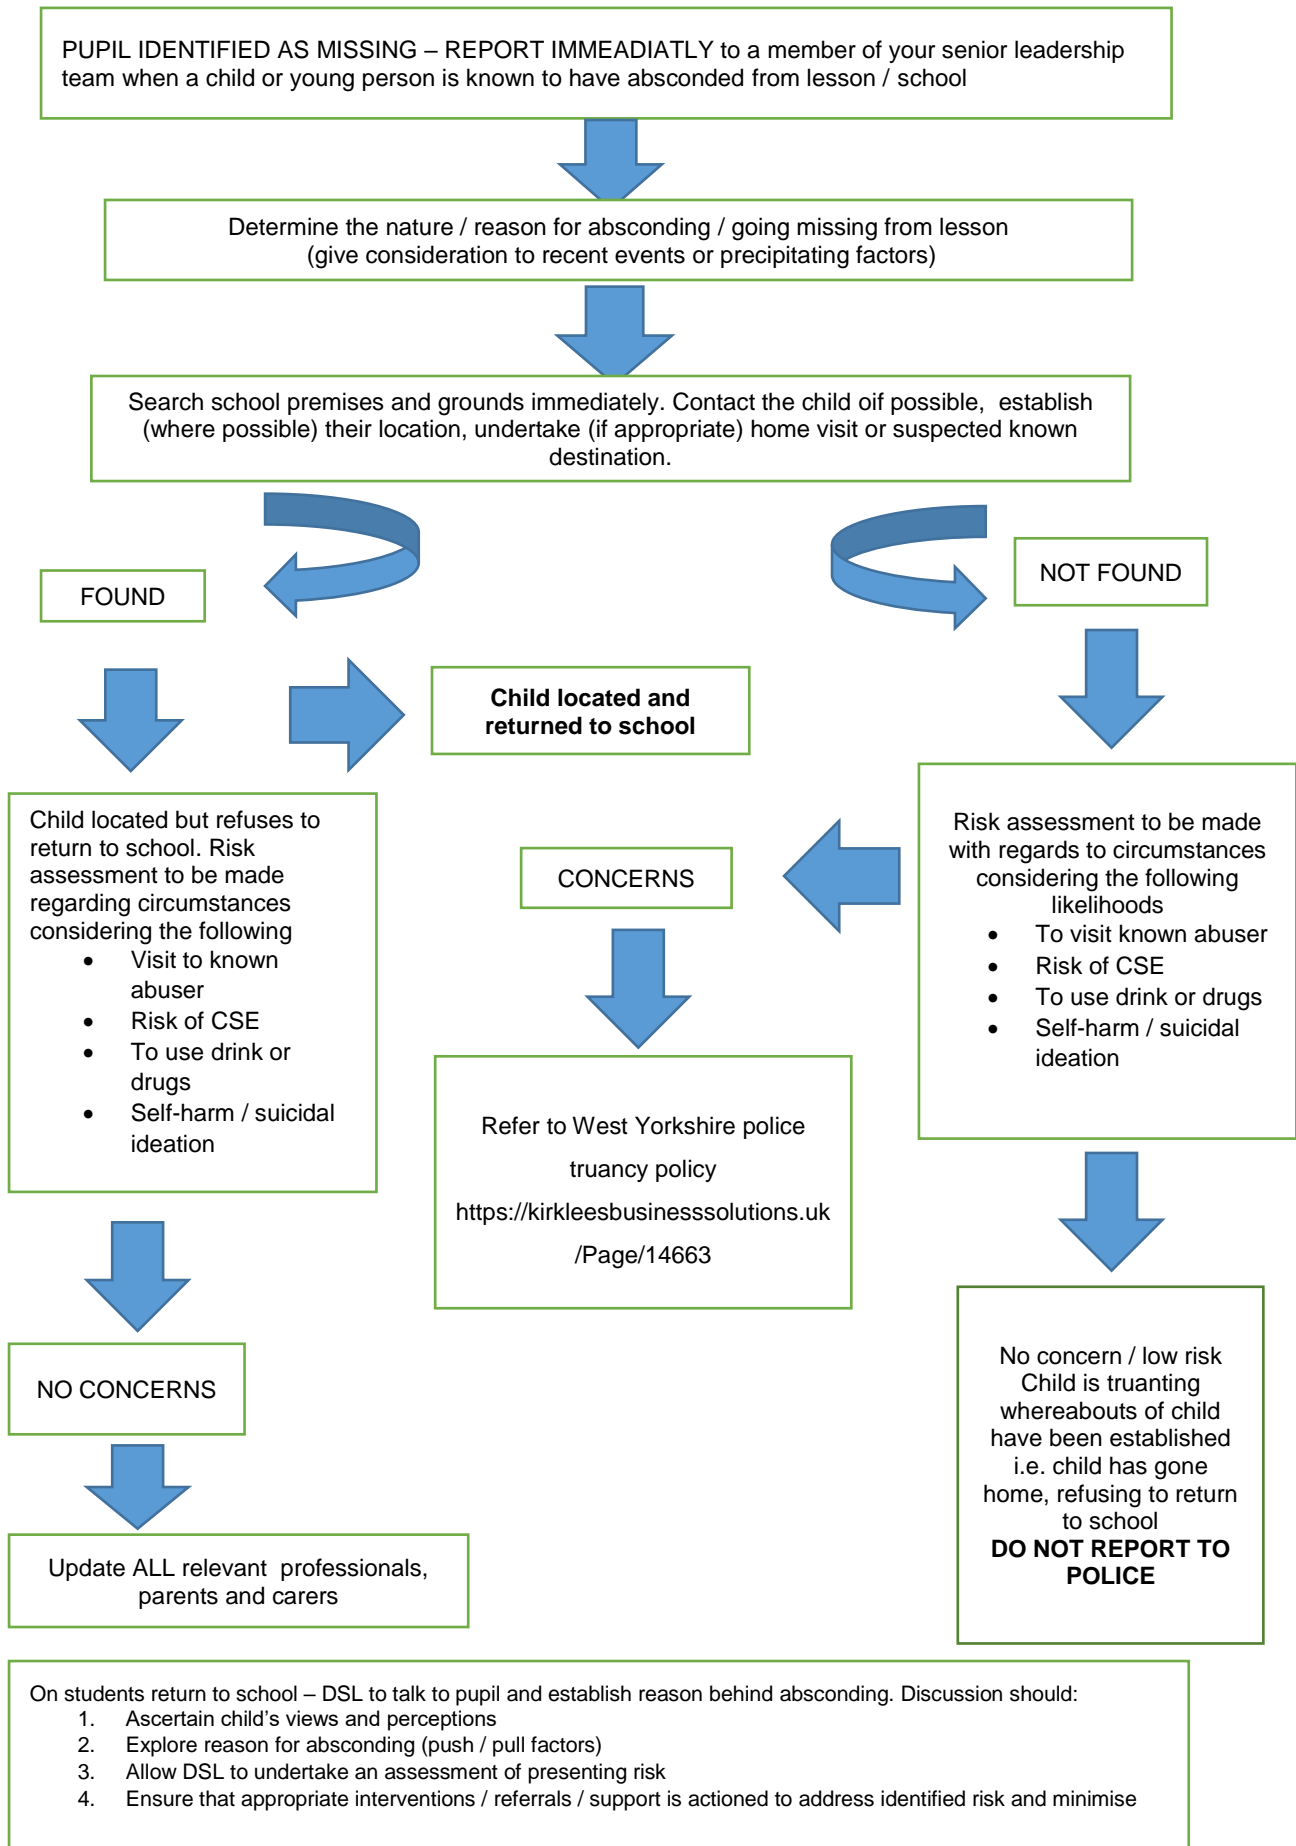 PUPIL IDENTIFIED AS MISSING – REPORT IMMEADIATLY to a member of your senior leadership
team when a child or young person is known to have absconded from lesson / school
Determine the nature / reason for absconding / going missing from lesson
(give consideration to recent events or precipitating factors)
Search school premises and grounds immediately. Contact the child oif possible, establish
(where possible) their location, undertake (if appropriate) home visit or suspected known
destination.
FOUND
NOT FOUND
Child located and
returned to school
Child located but refuses to
return to school. Risk
assessment to be made
regarding circumstances
considering the following
• Visit to known
abuser
• Risk of CSE
• To use drink or
drugs
• Self-harm / suicidal
ideation
CONCERNS
Risk assessment to be made
with regards to circumstances
considering the following
likelihoods
• To visit known abuser
• Risk of CSE
• To use drink or drugs
• Self-harm / suicidal
ideation
Refer to West Yorkshire police
truancy policy
https://kirkleesbusinesssolutions.uk
/Page/14663
NO CONCERNS
No concern / low risk
Child is truanting
whereabouts of child
have been established
i.e. child has gone
home, refusing to return
to school
DO NOT REPORT TO
POLICE
Update ALL relevant professionals,
parents and carers
On students return to school – DSL to talk to pupil and establish reason behind absconding. Discussion should:
1. Ascertain child’s views and perceptions
2. Explore reason for absconding (push / pull factors)
3. Allow DSL to undertake an assessment of presenting risk
4. Ensure that appropriate interventions / referrals / support is actioned to address identified risk and minimise